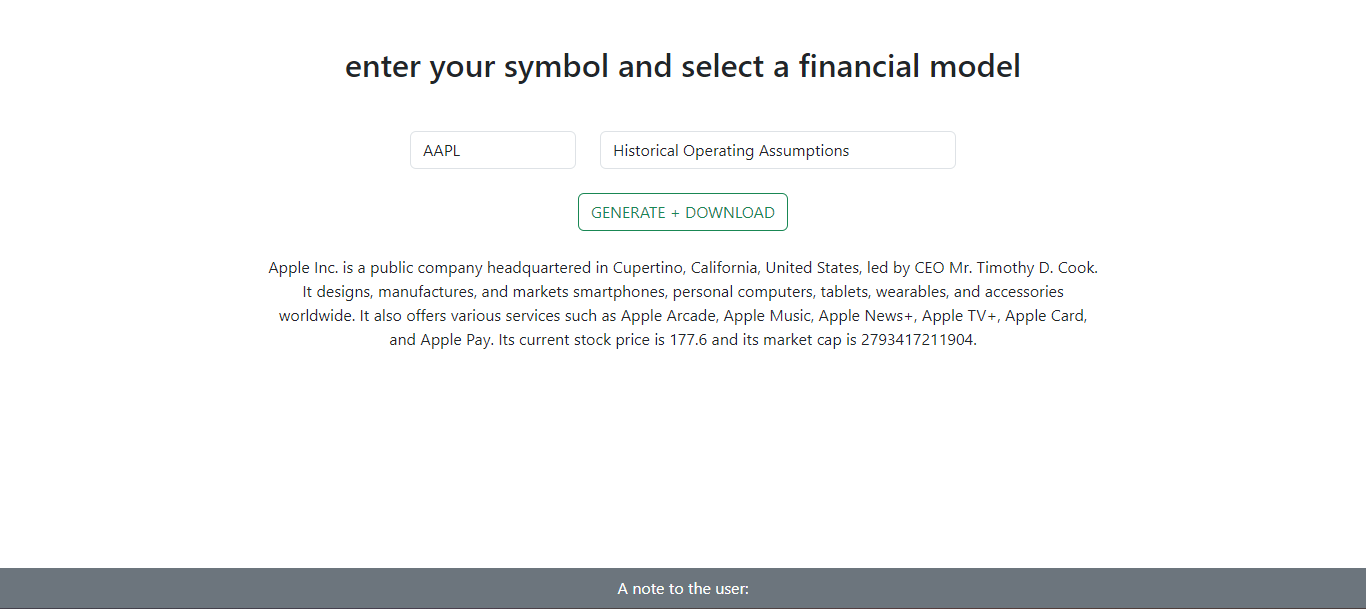 enter your symbol and select a financial model
AAPL
Historical Operating Assumptions
GENERATE + DOWNLOAD
Apple Inc. is a public company headquartered in Cupertino, California, United States, led by CEO Mr. Timothy D. Cook.
It designs, manufactures, and markets smartphones, personal computers, tablets, wearables, and accessories
worldwide. It also offers various services such as Apple Arcade, Apple Music, Apple News+, Apple TV+, Apple Card,
and Apple Pay. Its current stock price is 177.6 and its market cap is 2793417211904.
A note to the user: